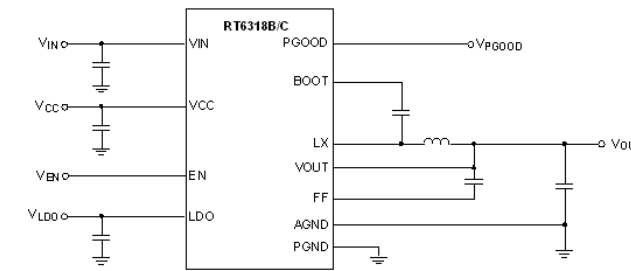 RT6318B/C
VIN
VIN
PGOOD
VPGOOD
BOOT
VCC
VCC
LX
VOUT
VEN
EN
FF
VLDO
LDO
AGND
PGND